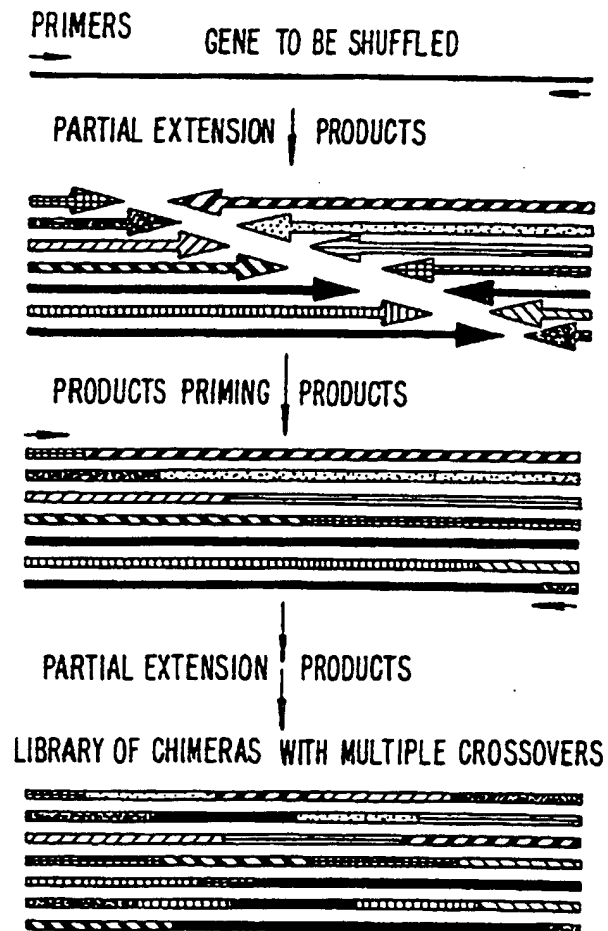 PRIMERS
GENE TO BE SHUFFLED
PARTIAL EXTENSION PRODUCTS
PRODUCTS PRIMING PRODUCTS
PARTIAL EXTENSION PRODUCTS
LIBRARY OF CHIMERAS WITH MULTIPLE CROSSOVERS